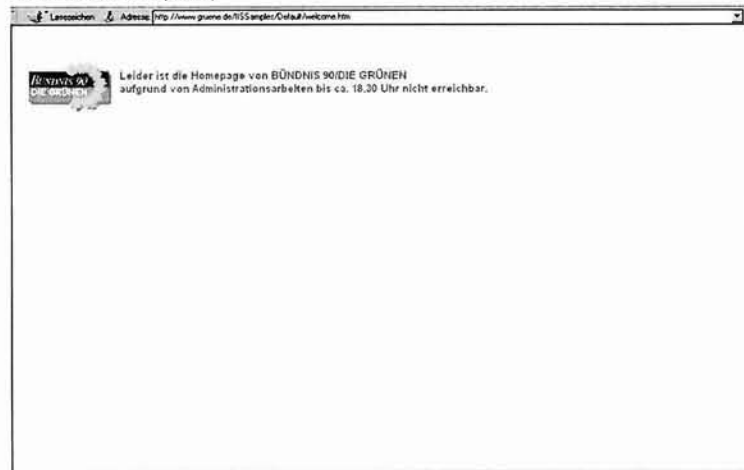 Lesezeichen Adresse http://www.gruene.de/IISSamples/Default/welcome.htm
BÜNDNIS 90
DIE GRÜNEN
Leider ist die Homepage von BÜNDNIS 90/DIE GRÜNEN
aufgrund von Administrationsarbeiten bis ca. 18.30 Uhr nicht erreichbar.